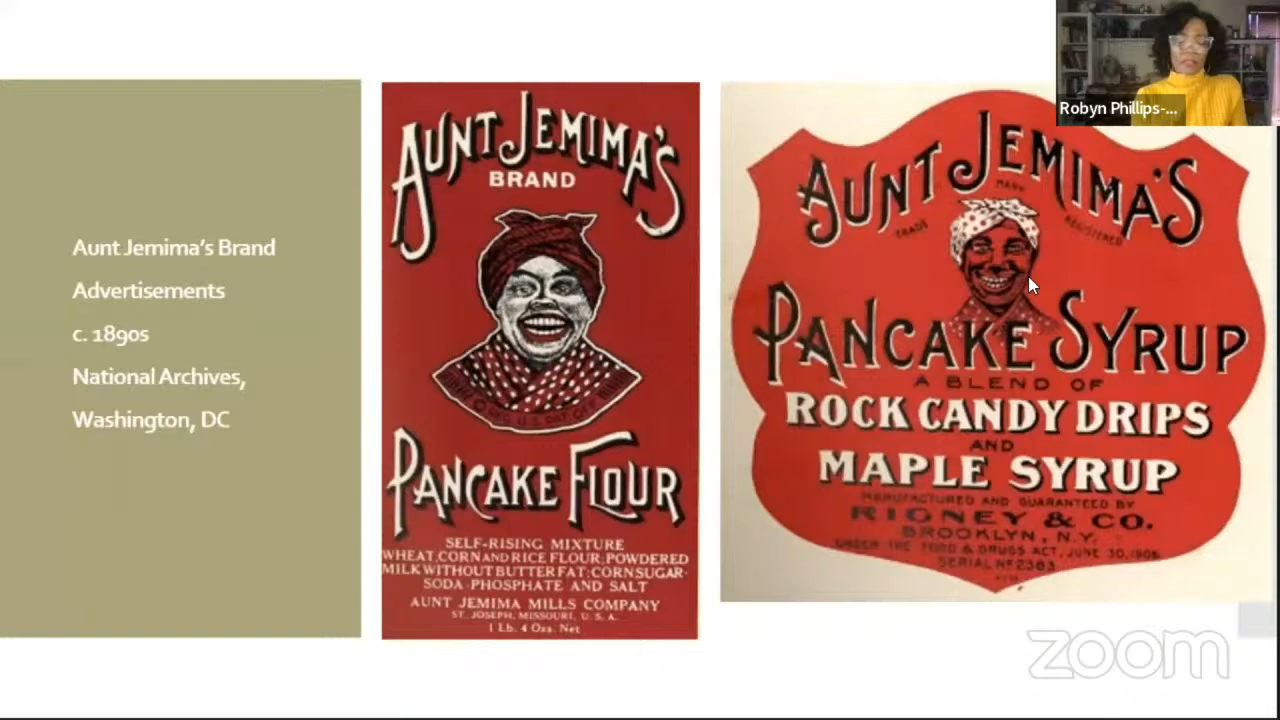 Aunt Jemima's Brand
Advertisements
c. 1890s
National Archives,
Washington, DC
AUNT JEMIMA'S
BRAND
PANCAKE FLOUR
SELF-RISING MIXTURE
WHEAT, CORN AND RICE FLOUR; POWDERED
MILK WITHOUT BUTTER FAT; CORN SUGAR·
SODA·PHOSPHATE AND SALT
AUNT JEMIMA MILLS COMPANY
ST. JOSEPH, MISSOURI, U. S. A.
1 Lb. 4 Ozs. Net
AUNT JEMIMA'S
TRADE MARK REGISTERED
PANCAKE SYRUP
A BLEND OF
ROCK CANDY DRIPS
AND
MAPLE SYRUP
MANUFACTURED AND GUARANTEED BY
RIGNEY & CO.
BROOKLYN, N.Y.
UNDER THE FOOD & DRUGS ACT, JUNE 30, 1906.
SERIAL Nº 2383
Robyn Phillips-...
zoom